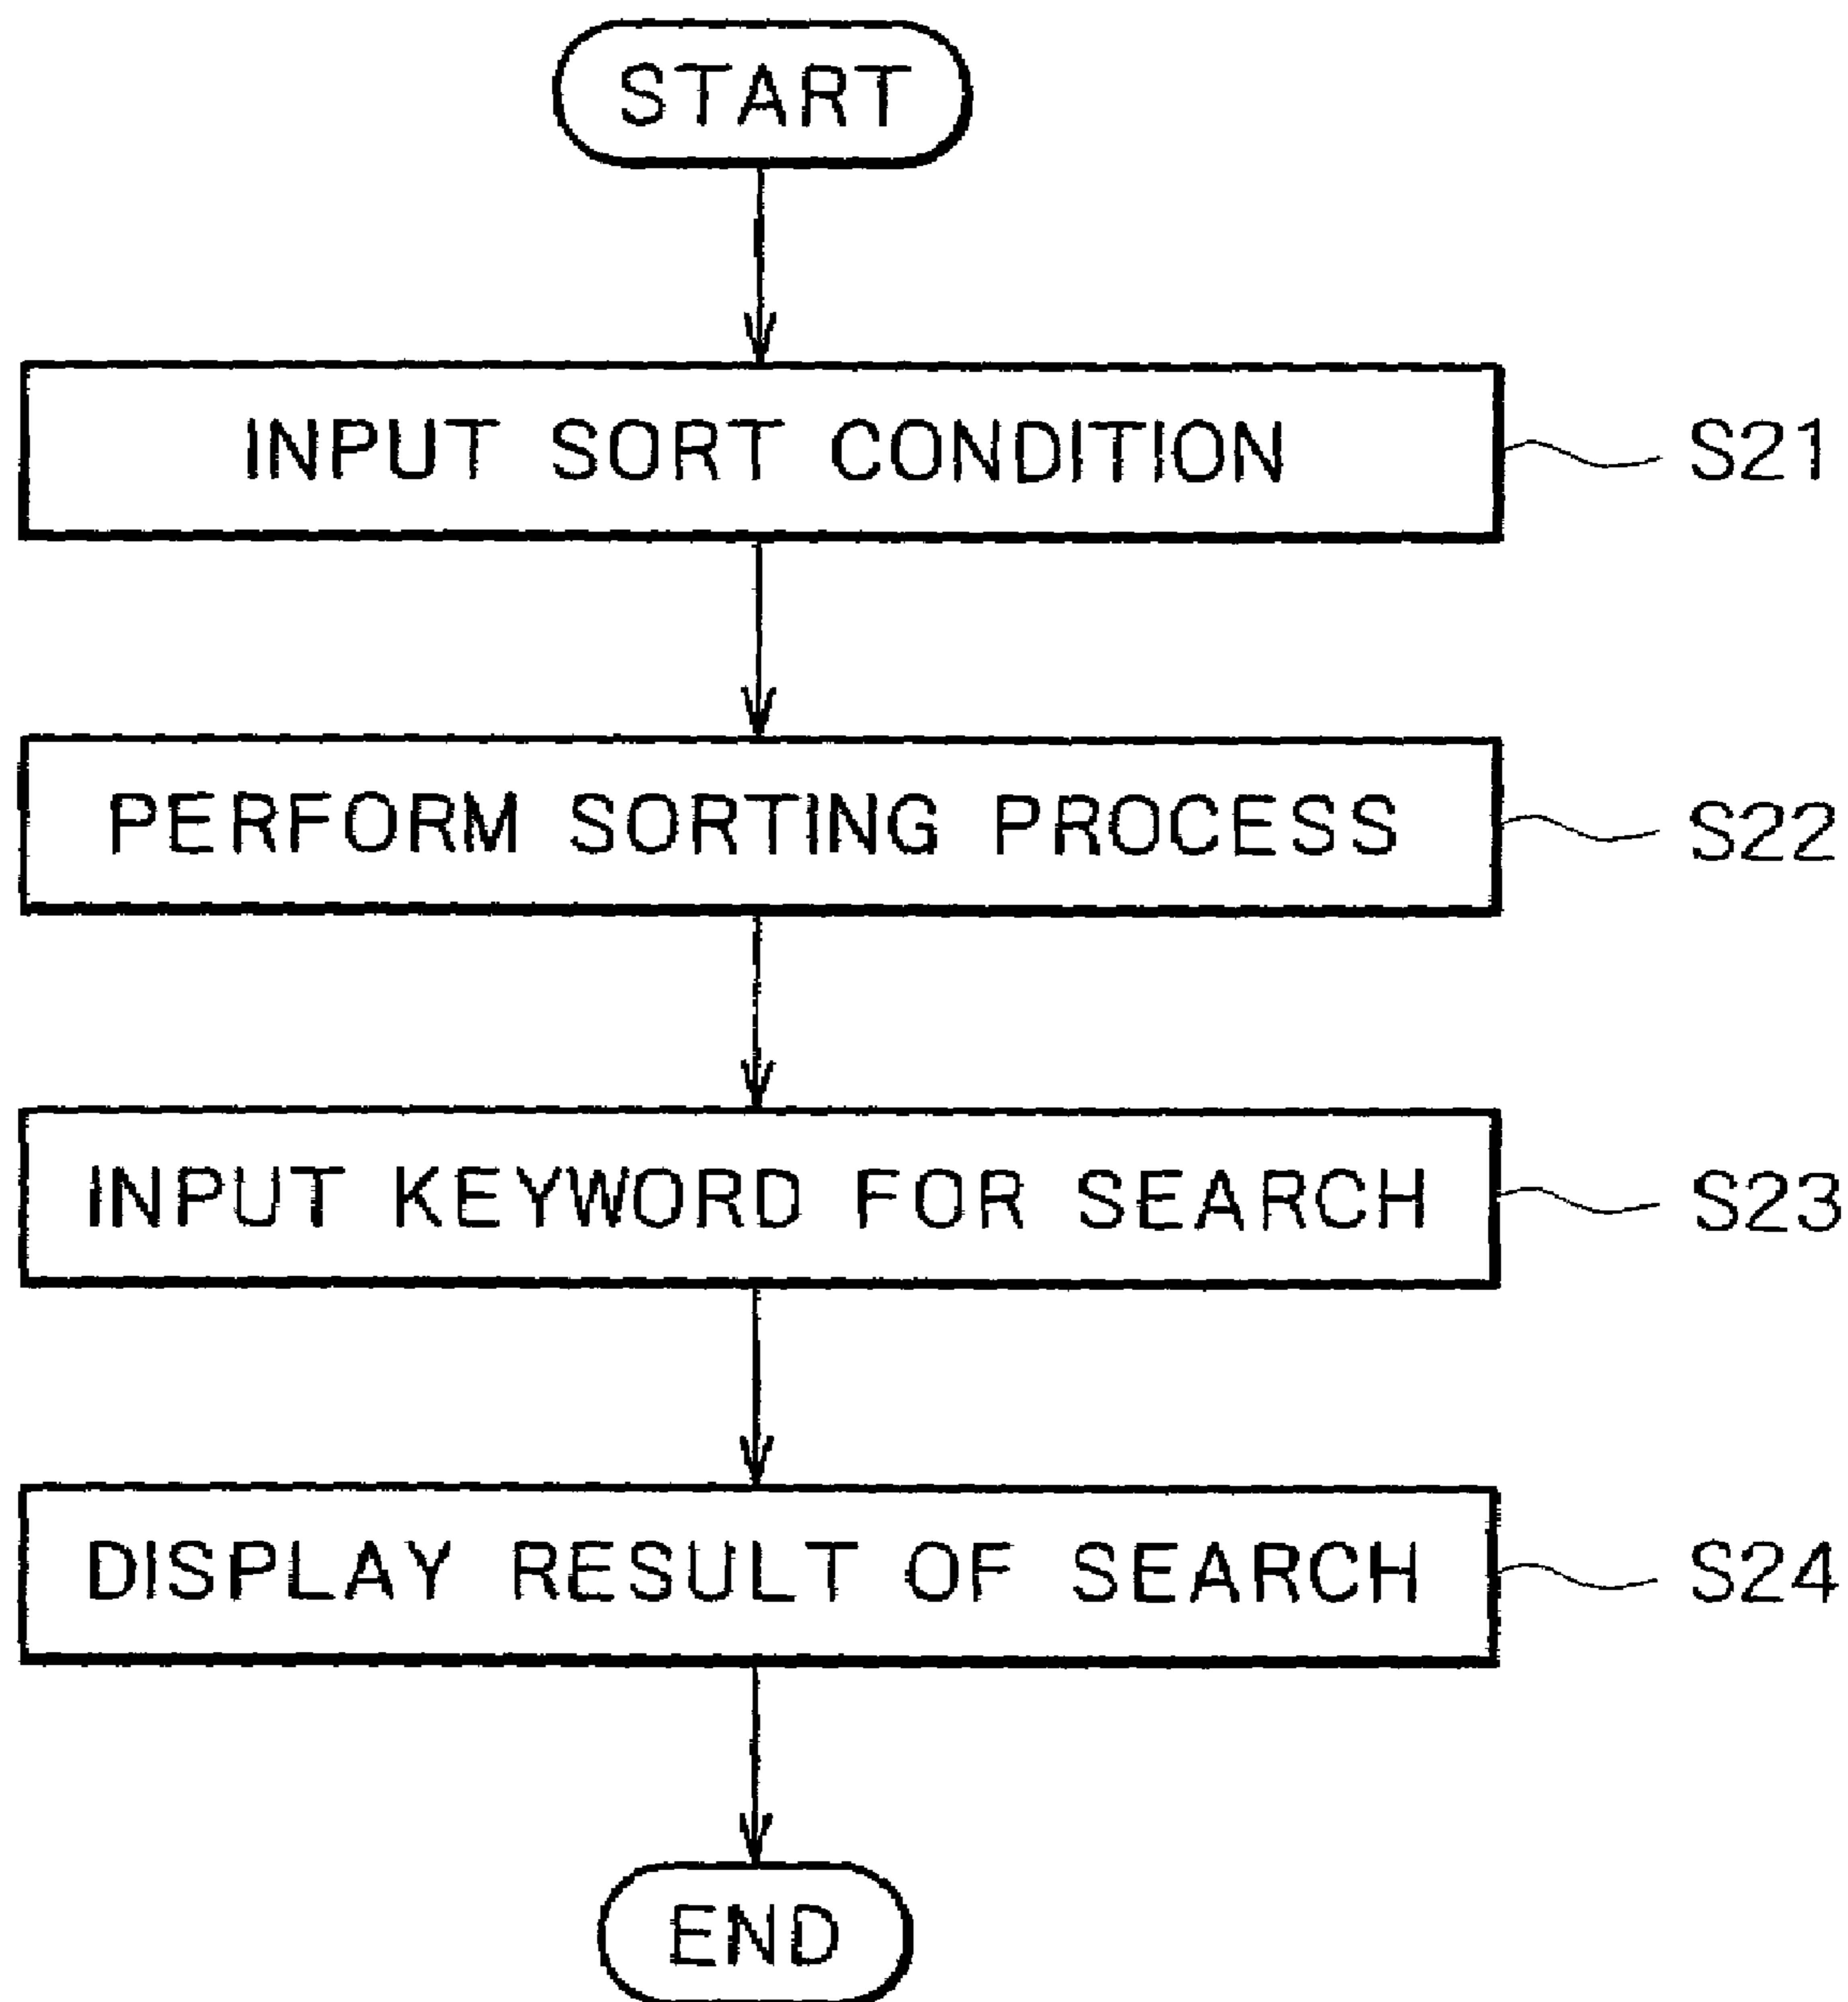 START
INPUT SORT CONDITION
S21
PERFORM SORTING PROCESS
S22
INPUT KEYWORD FOR SEARCH
S23
DISPLAY RESULT OF SEARCH
S24
END